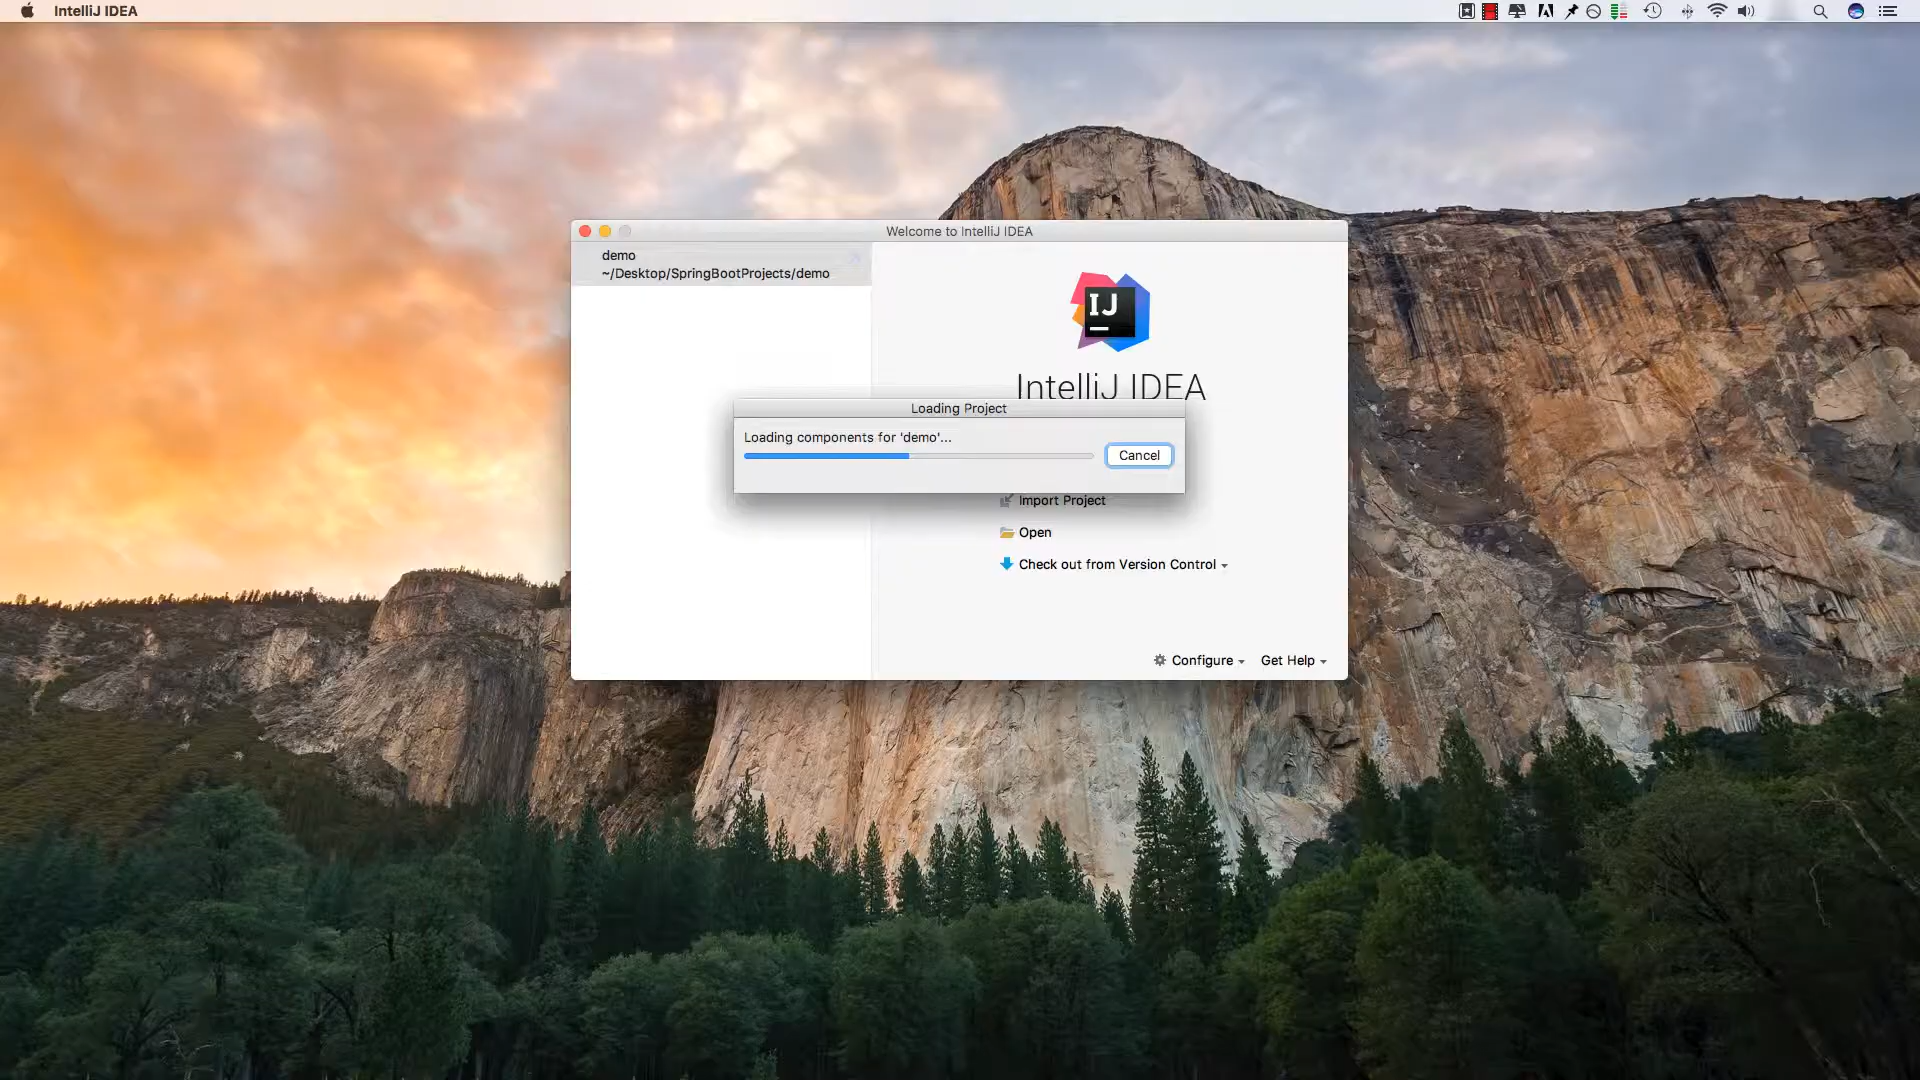 IntelliJ IDEA
Welcome to IntelliJ IDEA
demo
~/Desktop/SpringBootProjects/demo
IJ
IntelliJ IDEA
Loading Project
Loading components for 'demo'...
Cancel
Import Project
Open
Check out from Version Control
Configure
Get Help